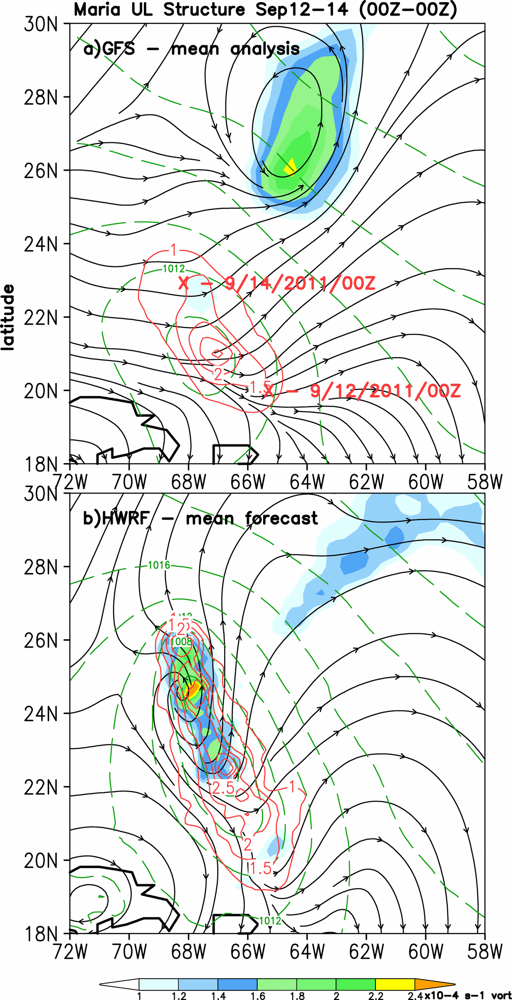 Maria UL Structure Sep12-14 (00Z-00Z)
30N
a)GFS - mean analysis
28N
26N
24N
1
1012
X - 9/14/2011/00Z
latitude
22N
2
1.5
20N
X - 9/12/2011/00Z
18N
72W 70W 68W 66W 64W 62W 60W 58W
30N
b)HWRF - mean forecast
28N
1016
26N
2
1008
24N
22N
2.5
1
2
20N
1.5
1012
18N
72W 70W 68W 66W 64W 62W 60W 58W
1 1.2 1.4 1.6 1.8 2 2.2 2.4 x10-4 s-1 vort